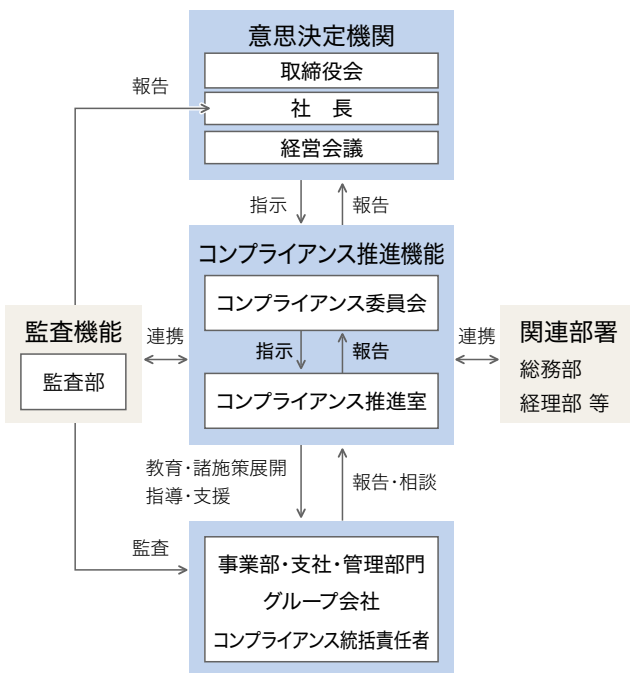 意思決定機関
取締役会
報告
社　長
経営会議
指示
報告
コンプライアンス推進機能
コンプライアンス委員会
監査機能
連携
指示
報告
連携
関連部署
監査部
コンプライアンス推進室
総務部
経理部 等
教育・諸施策展開
指導・支援
報告・相談
監査
事業部・支社・管理部門
グループ会社
コンプライアンス統括責任者